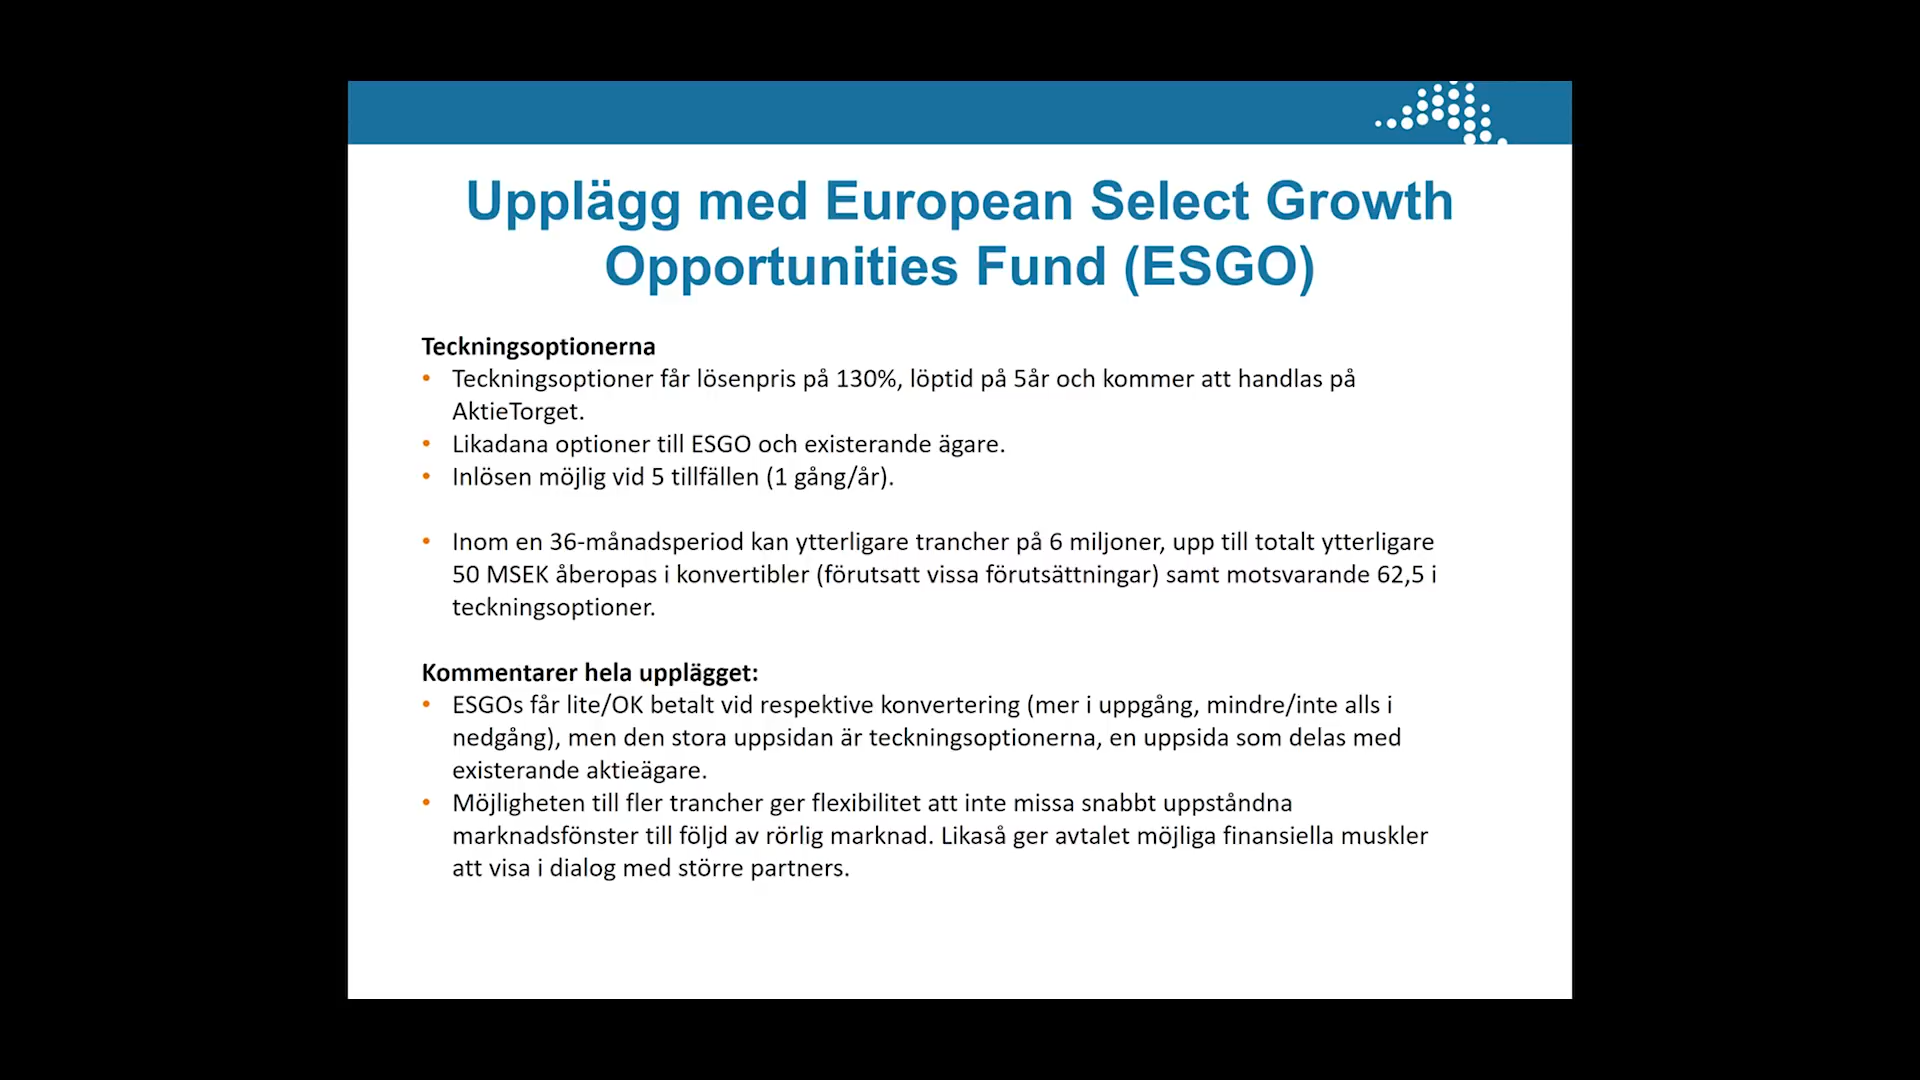 Upplägg med European Select Growth
Opportunities Fund (ESGO)
Teckningsoptionerna
• Teckningsoptioner får lösenpris på 130%, löptid på 5år och kommer att handlas på
AktieTorget.
• Likadana optioner till ESGO och existerande ägare.
• Inlösen möjlig vid 5 tillfällen (1 gång/år).
• Inom en 36-månadsperiod kan ytterligare trancher på 6 miljoner, upp till totalt ytterligare
50 MSEK åberopas i konvertibler (förutsatt vissa förutsättningar) samt motsvarande 62,5 i
teckningsoptioner.
Kommentarer hela upplägget:
• ESGOs får lite/OK betalt vid respektive konvertering (mer i uppgång, mindre/inte alls i
nedgång), men den stora uppsidan är teckningsoptionerna, en uppsida som delas med
existerande aktieägare.
• Möjligheten till fler trancher ger flexibilitet att inte missa snabbt uppståndna
marknadsfönster till följd av rörlig marknad. Likaså ger avtalet möjliga finansiella muskler
att visa i dialog med större partners.